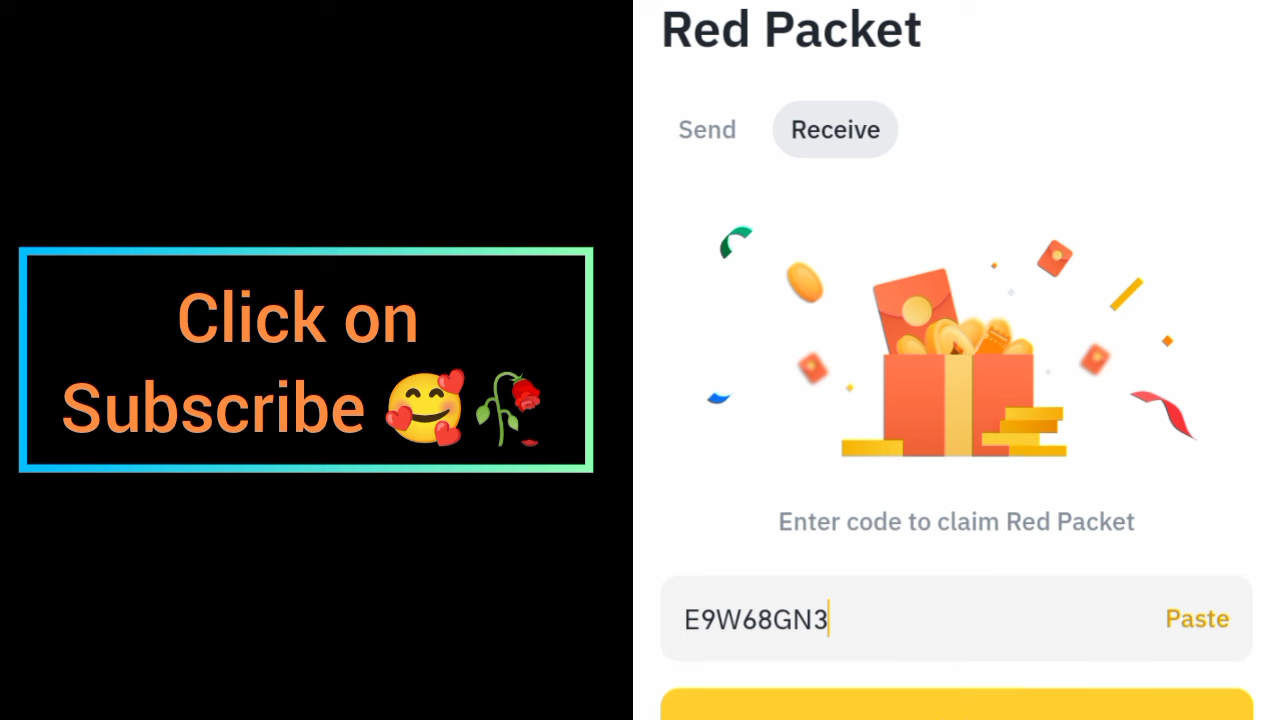 Click on
Subscribe 🥰🥀
Red Packet
Send
Receive
Enter code to claim Red Packet
E9W68GN3
Paste